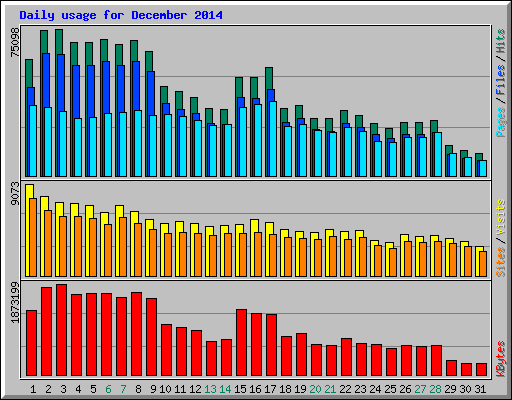 Daily usage for December 2014
75098
Pages / Files / Hits
9073
Sites / Visits
1873199
KBytes
1 2 3 4 5 6 7 8 9 10 11 12 13 14 15 16 17 18 19 20 21 22 23 24 25 26 27 28 29 30 31